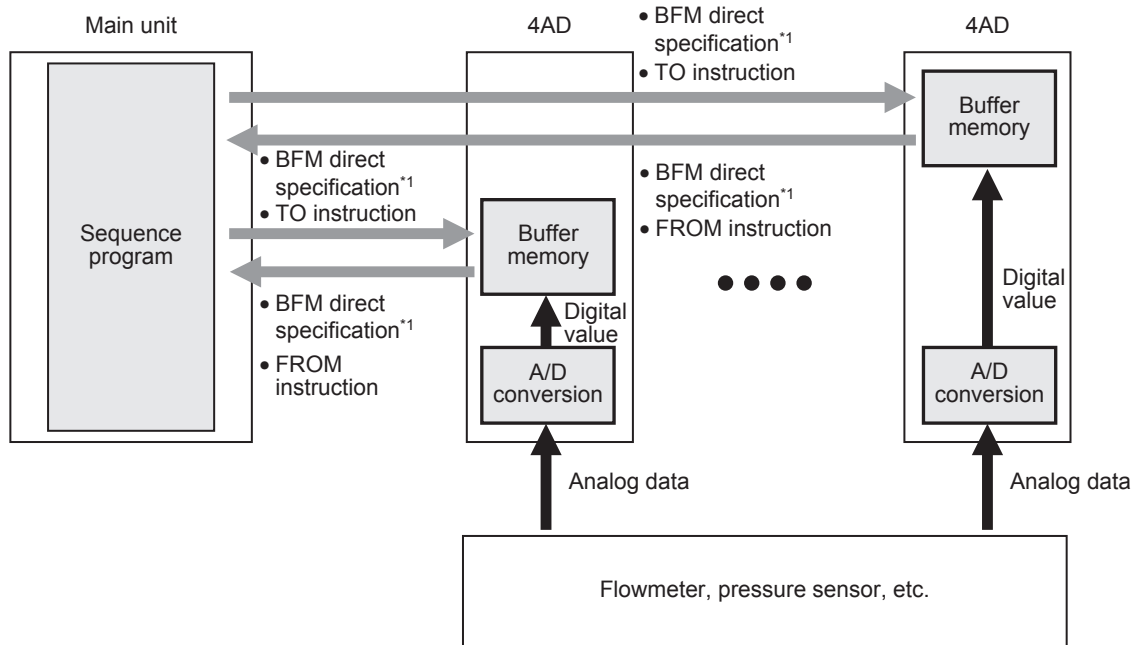 Main unit
4AD
• BFM direct
specification*1
• TO instruction
4AD
Sequence
program
• BFM direct
specification*1
• TO instruction
Buffer
memory
• BFM direct
specification*1
• FROM instruction
Buffer
memory
• BFM direct
specification*1
• FROM
instruction
Digital
value
Digital
value
A/D
conversion
A/D
conversion
Analog data
Analog data
Flowmeter, pressure sensor, etc.